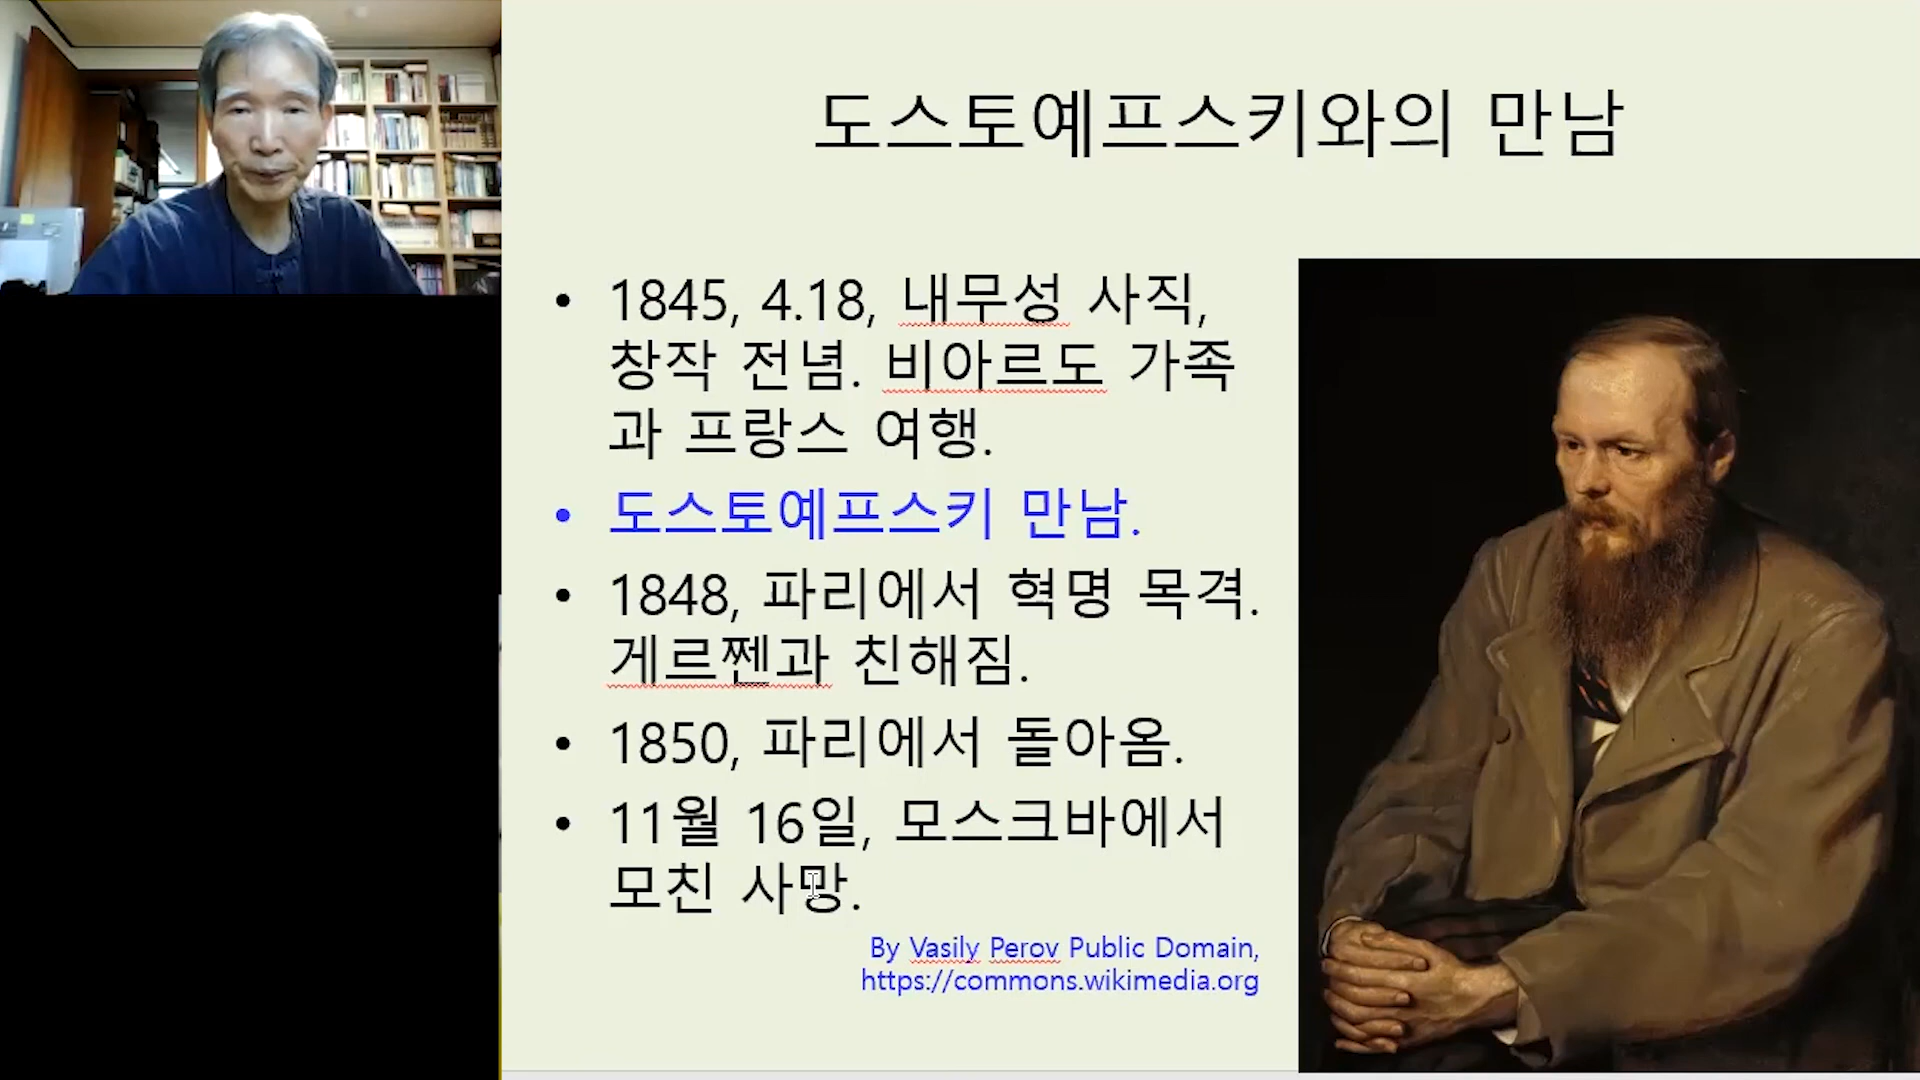 도스토예프스키와의 만남
• 1845, 4.18, 내무성 사직,
창작 전념. 비아르도 가족
과 프랑스 여행.
• 도스토예프스키 만남.
• 1848, 파리에서 혁명 목격.
게르쩬과 친해짐.
• 1850, 파리에서 돌아옴.
• 11월 16일, 모스크바에서
모친 사망.
By Vasily Perov Public Domain,
https://commons.wikimedia.org